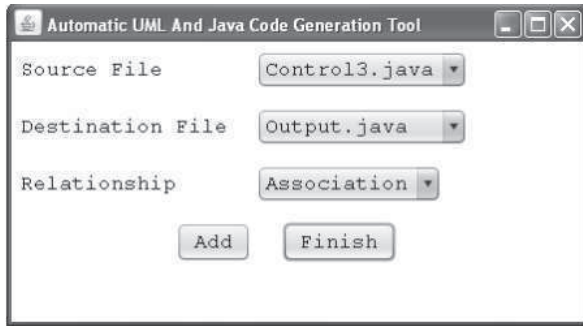 Automatic UML And Java Code Generation Tool
Source File Control3.java
Destination File Output.java
Relationship Association
Add Finish